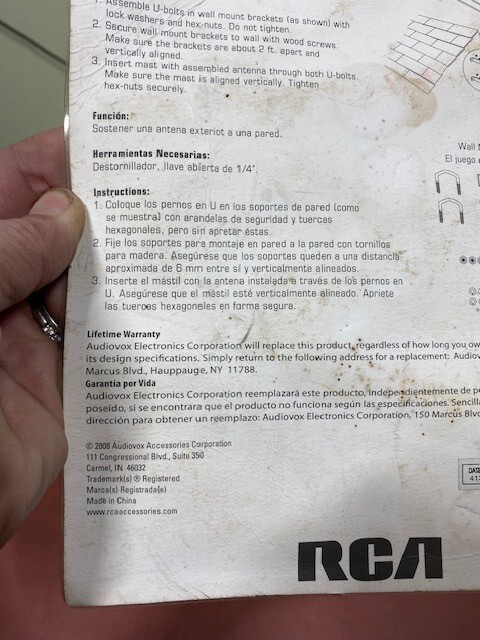 1. Assemble U-bolts in wall mount brackets (as shown) with
lock washers and hex-nuts. Do not tighten.
2. Secure wall mount brackets to wall with wood screws.
Make sure the brackets are about 2 ft. apart and
vertically aligned.
3. Insert mast with assembled antenna through both U-bolts.
Make sure the mast is aligned vertically. Tighten
hex-nuts securely.
Función:
Sostener una antena exteriot a una pared.
Herramientas Necesarias:
Destornillador, llave abierta de 1/4".
Instructions:
1. Coloque los pernos en U en los soportes de pared (como
se muestra) con arandelas de seguridad y tuercas
hexagonales, pero sin apretar éstas.
2. Fije los soportes para montaje en pared a la pared con tornillos
para madera. Asegúrese que los soportes queden a una distancia
aproximada de 6 mm entre sí y verticalmente alineados.
3. Inserte el mástil con la antena instalada a través de los pernos en
U. Asegúrese que el mástil esté verticalmente alineado. Apriete
las tuercas hexagonales en forma segura.
Wall
El juego
Lifetime Warranty
Audiovox Electronics Corporation will replace this product, regardless of how long you ow
its design specifications. Simply return to the following address for a replacement: Audiov
Marcus Blvd., Hauppauge, NY 11788.
Garantía por Vida
Audiovox Electronics Corporation reemplazará este producto, independientemente de p
poseído, si se encontrara que el producto no funciona según las especificaciones. Sencilla
dirección para obtener un reemplazo: Audiovox Electronics Corporation, 150 Marcus Blv
© 2008 Audiovox Accessories Corporation
111 Congressional Blvd., Suite 350
Carmel, IN 46032
Trademark(s) ® Registered
Marca(s) Registrada(s)
Made in China
www.rcaaccessories.com
DATE
413
RCA